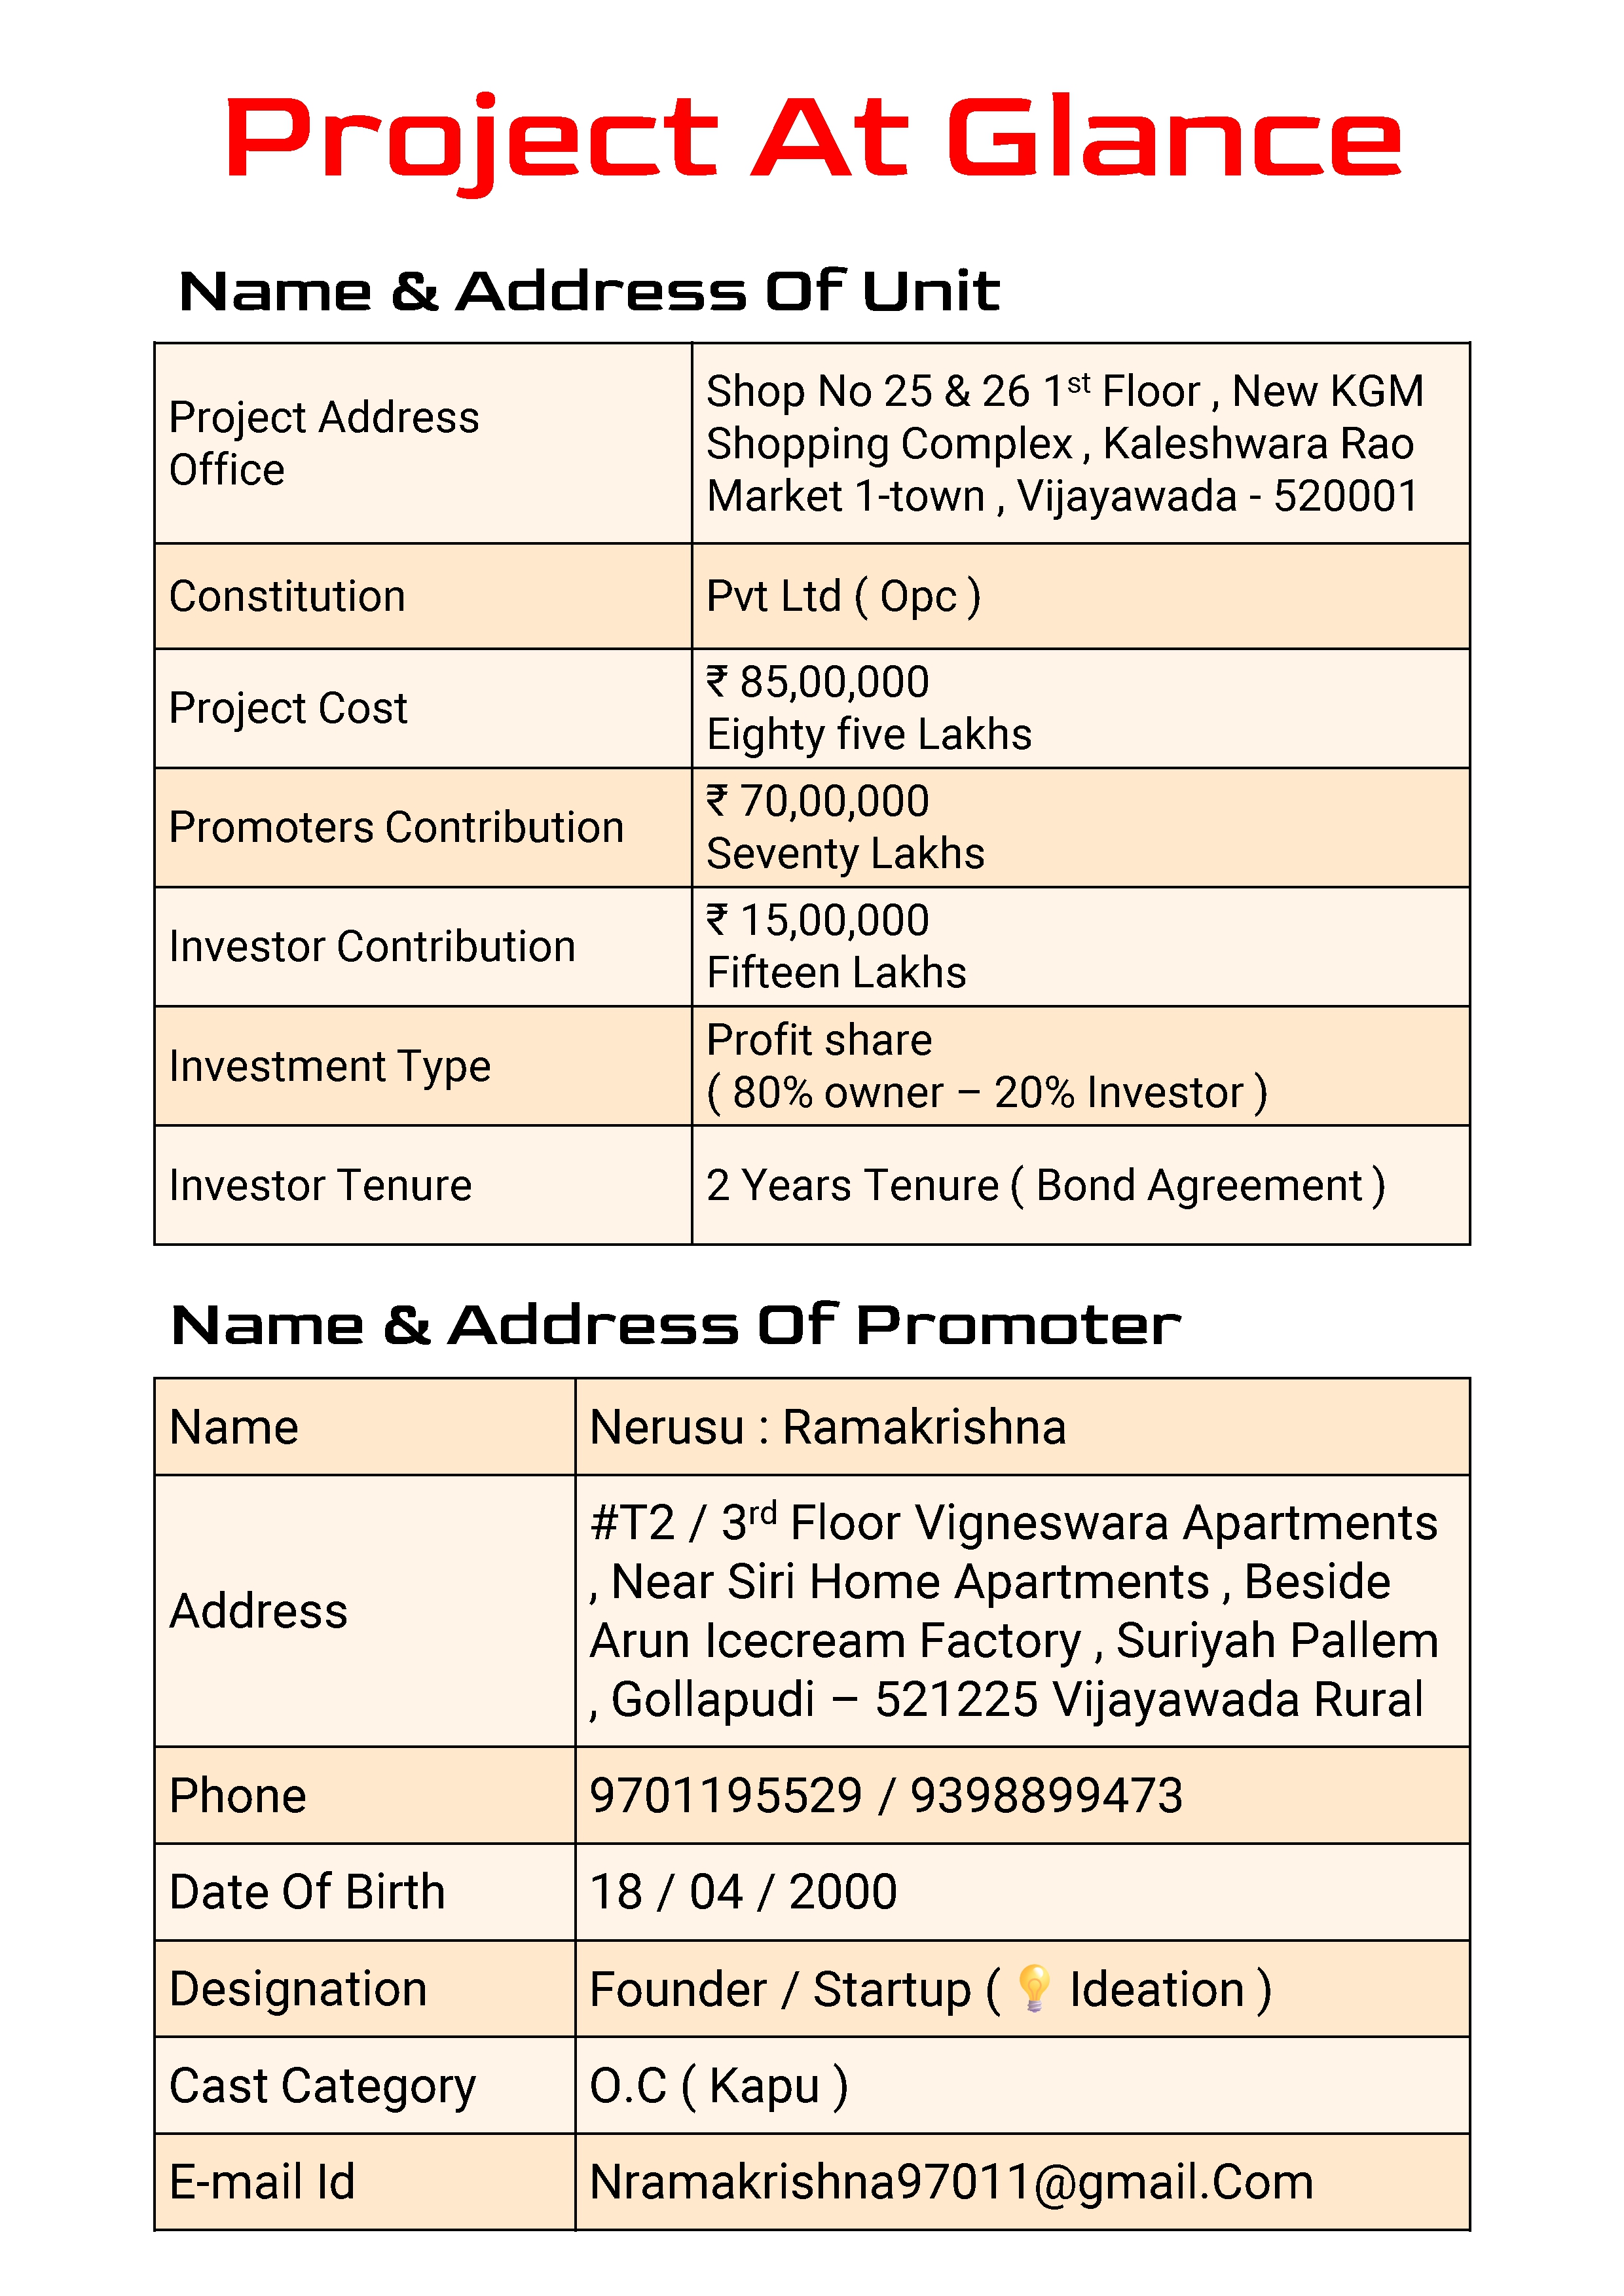 Project At Glance
Name & Address Of Unit
Project Address
Office
Shop No 25 & 26 1st Floor , New KGM
Shopping Complex , Kaleshwara Rao
Market 1-town , Vijayawada - 520001
Constitution
Pvt Ltd ( Opc )
Project Cost
₹ 85,00,000
Eighty five Lakhs
Promoters Contribution
₹ 70,00,000
Seventy Lakhs
Investor Contribution
₹ 15,00,000
Fifteen Lakhs
Investment Type
Profit share
( 80% owner – 20% Investor )
Investor Tenure
2 Years Tenure ( Bond Agreement )
Name & Address Of Promoter
Name
Nerusu : Ramakrishna
Address
#T2 / 3rd Floor Vigneswara Apartments
, Near Siri Home Apartments , Beside
Arun Icecream Factory , Suriyah Pallem
, Gollapudi – 521225 Vijayawada Rural
Phone
9701195529 / 9398899473
Date Of Birth
18 / 04 / 2000
Designation
Founder / Startup ( 💡 Ideation )
Cast Category
O.C ( Kapu )
E-mail Id
Nramakrishna97011@gmail.Com